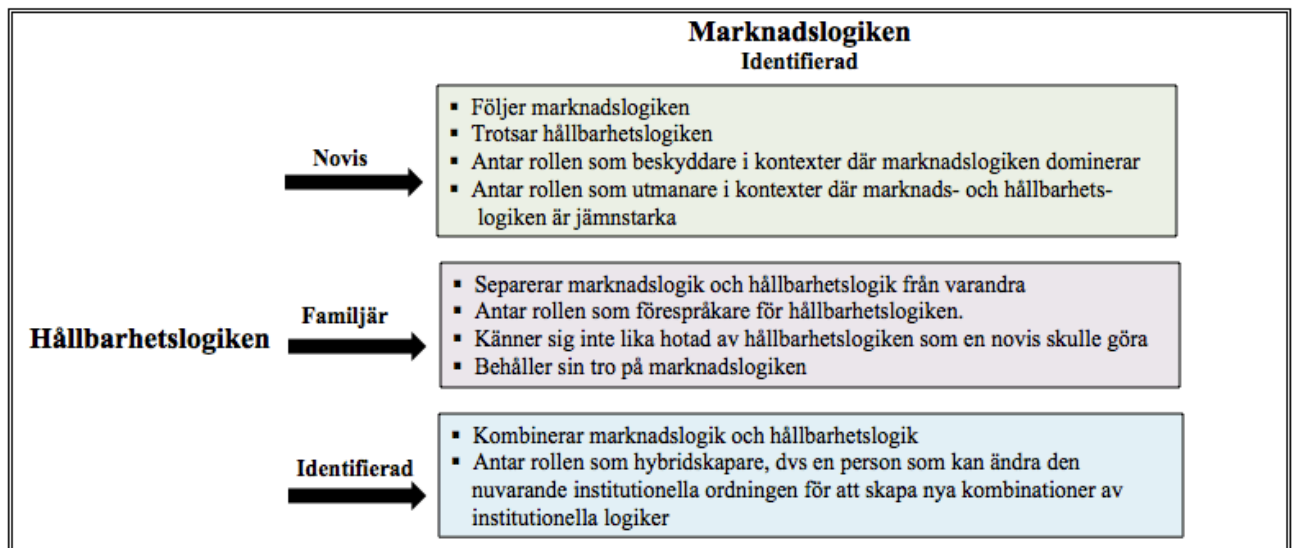 Marknadslogiken
Identifierad
Novis
▪ Följer marknadslogiken
▪ Trotsar hållbarhetslogiken
▪ Antar rollen som beskyddare i kontexter där marknadslogiken dominerar
▪ Antar rollen som utmanare i kontexter där marknads- och hållbarhets-
logiken är jämnstarka
Hållbarhetslogiken
Familjär
▪ Separerar marknadslogik och hållbarhetslogik från varandra
▪ Antar rollen som förespråkare för hållbarhetslogiken.
▪ Känner sig inte lika hotad av hållbarhetslogiken som en novis skulle göra
▪ Behåller sin tro på marknadslogiken
Identifierad
▪ Kombinerar marknadslogik och hållbarhetslogik
▪ Antar rollen som hybridskapare, dvs en person som kan ändra den
nuvarande institutionella ordningen för att skapa nya kombinationer av
institutionella logiker